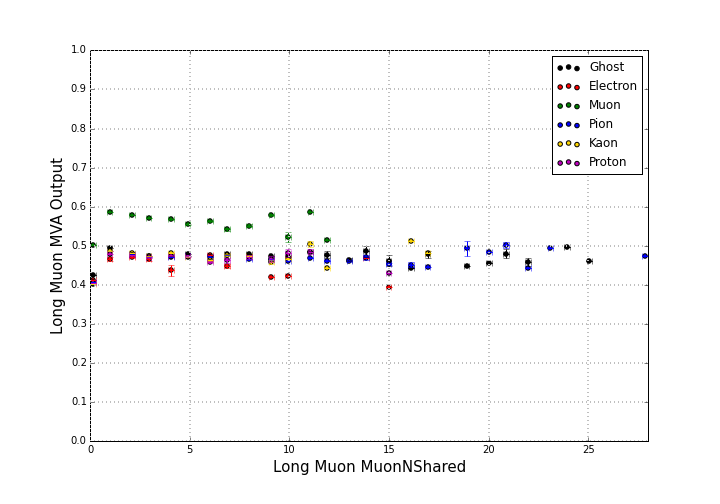 1.0
0.9
0.8
0.7
0.6
0.5
0.4
0.3
0.2
0.1
0.0
Long Muon MVA Output
Ghost
Electron
Muon
Pion
Kaon
Proton
0 5 10 15 20 25
Long Muon MuonNShared